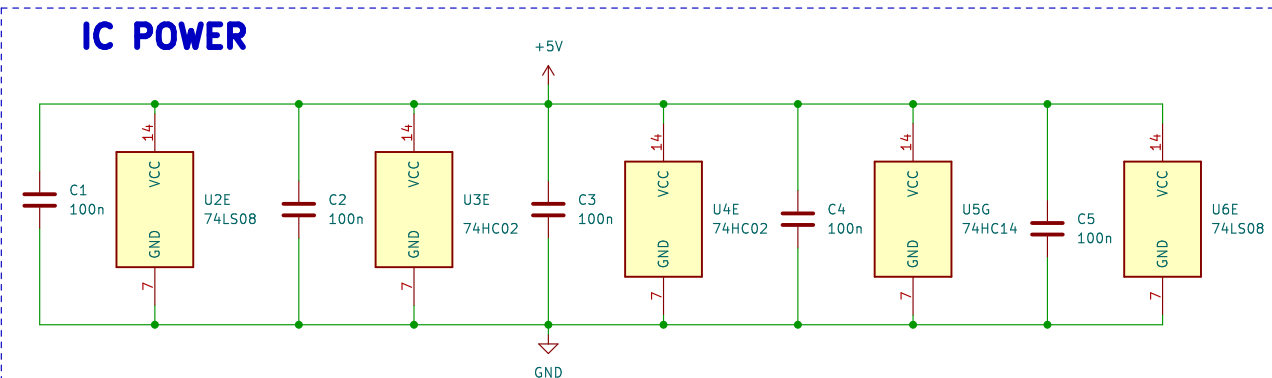 IC POWER
+5V
C1
100n
14
VCC
GND
7
U2E
74LS08
C2
100n
14
VCC
GND
7
U3E
74HC02
C3
100n
14
VCC
GND
7
U4E
74HC02
C4
100n
14
VCC
GND
7
U5G
74HC14
C5
100n
14
VCC
GND
7
U6E
74LS08
GND